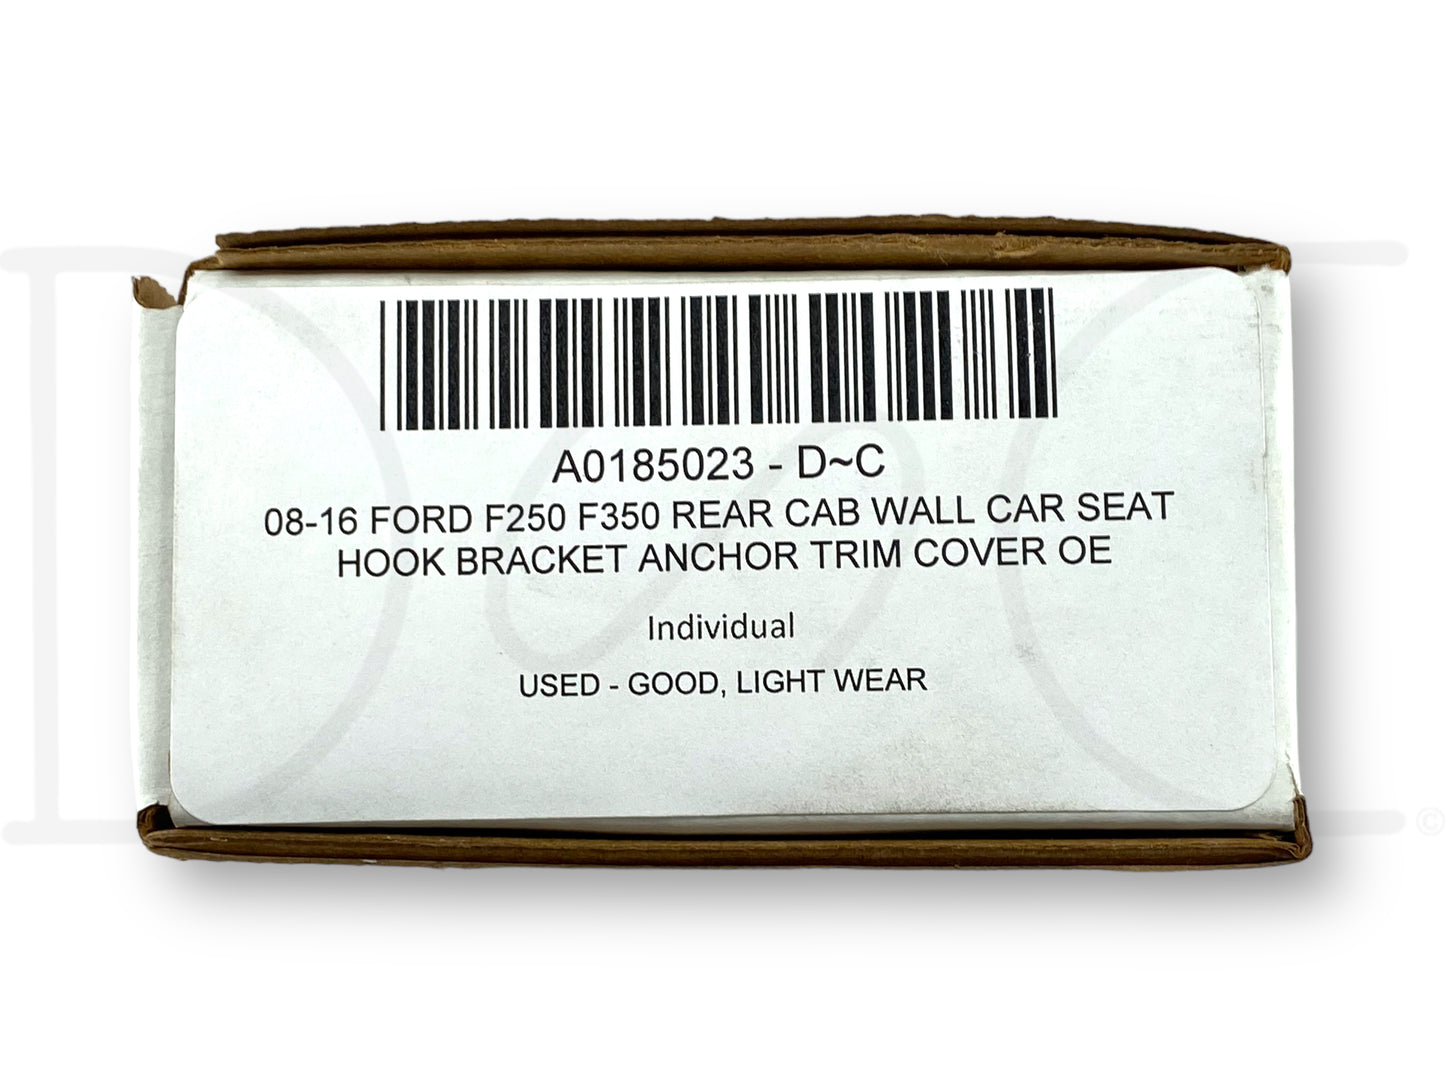 A0185023 - D~C
08-16 FORD F250 F350 REAR CAB WALL CAR SEAT
HOOK BRACKET ANCHOR TRIM COVER OE
Individual
USED - GOOD, LIGHT WEAR
D~C
©